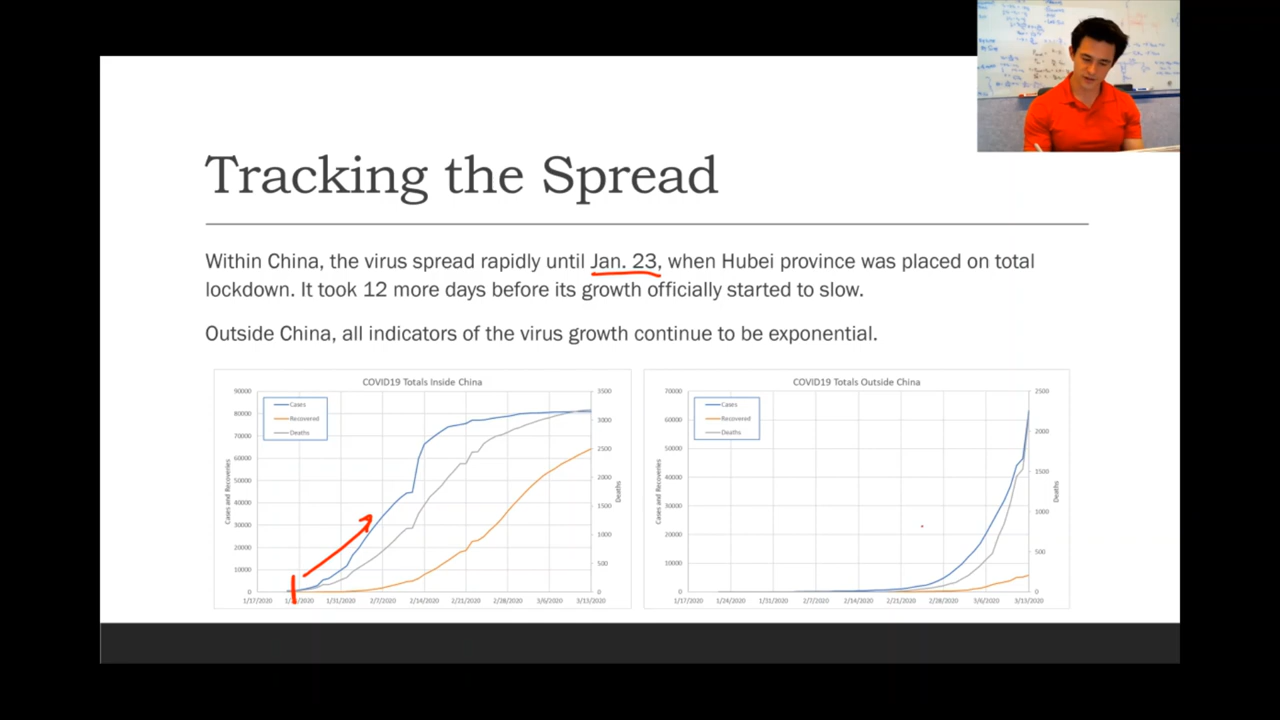 Tracking the Spread
Within China, the virus spread rapidly until Jan. 23, when Hubei province was placed on total
lockdown. It took 12 more days before its growth officially started to slow.
Outside China, all indicators of the virus growth continue to be exponential.
COVID19 Totals Inside China
Cases
Recovered
Deaths
Cases and Recoveries
90000
80000
70000
60000
50000
40000
30000
20000
10000
0
3500
3000
2500
2000
1500
1000
500
0
Deaths
1/17/2020 1/31/2020 2/7/2020 2/14/2020 2/21/2020 2/28/2020 3/6/2020 3/13/2020
COVID19 Totals Outside China
Cases
Recovered
Deaths
Cases and Recoveries
70000
60000
50000
40000
30000
20000
10000
0
2500
2000
1500
1000
500
0
Deaths
1/17/2020 1/24/2020 1/31/2020 2/7/2020 2/14/2020 2/21/2020 2/28/2020 3/6/2020 3/13/2020